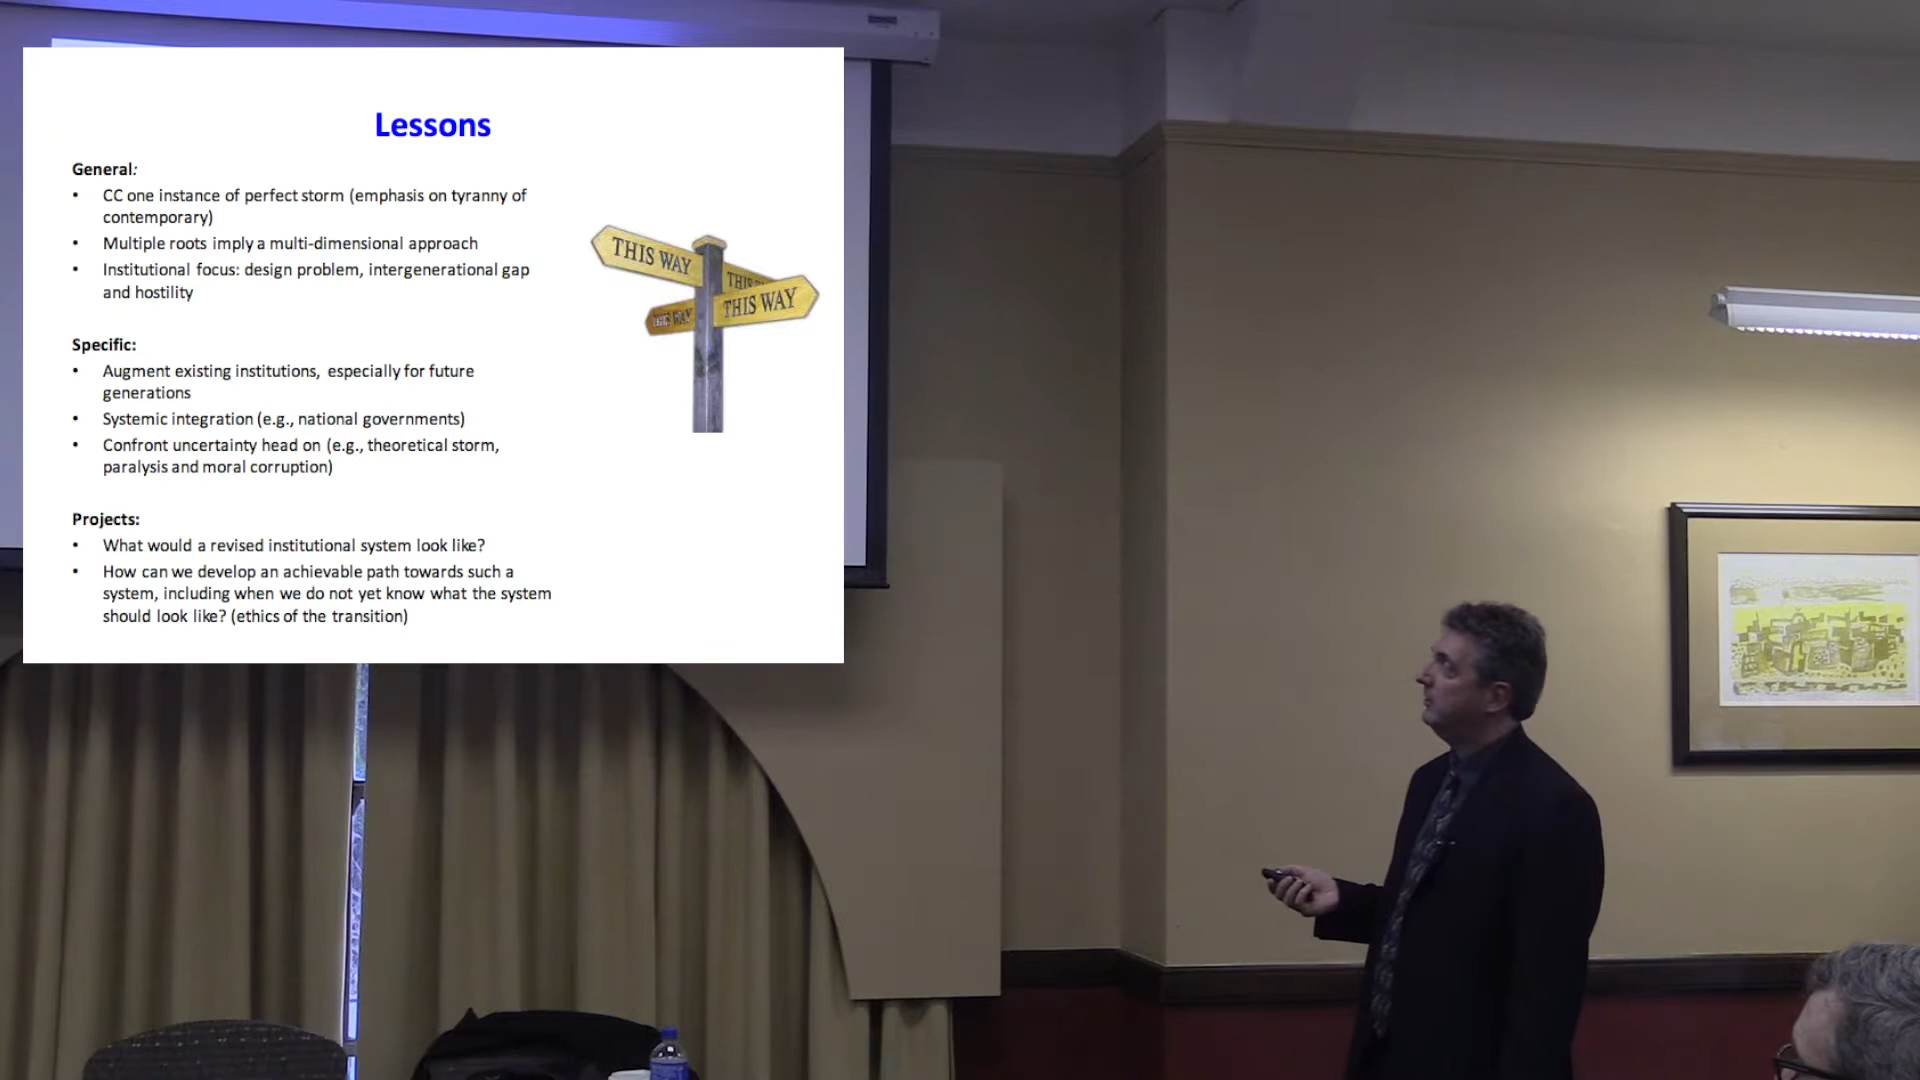 Lessons
General:
• CC one instance of perfect storm (emphasis on tyranny of
contemporary)
• Multiple roots imply a multi-dimensional approach
• Institutional focus: design problem, intergenerational gap
and hostility
THIS WAY
THIS
THIS WAY
THIS WAY
Specific:
• Augment existing institutions, especially for future
generations
• Systemic integration (e.g., national governments)
• Confront uncertainty head on (e.g., theoretical storm,
paralysis and moral corruption)
Projects:
• What would a revised institutional system look like?
• How can we develop an achievable path towards such a
system, including when we do not yet know what the system
should look like? (ethics of the transition)